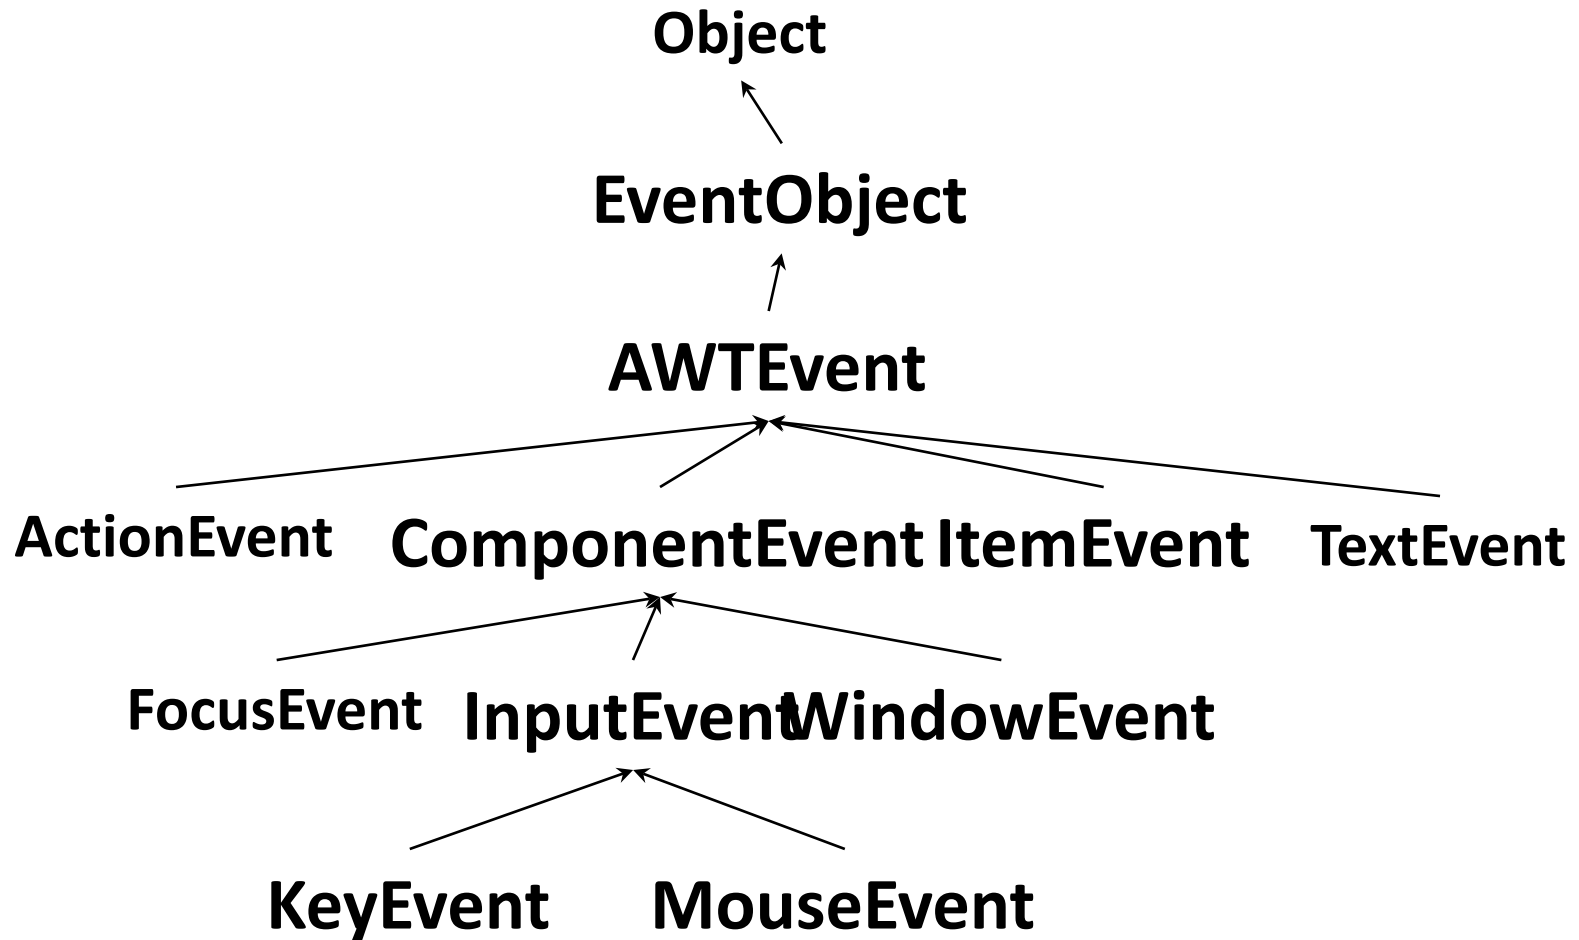 Object
EventObject
AWTEvent
ActionEvent ComponentEvent ItemEvent TextEvent
FocusEvent InputEvent WindowEvent
KeyEvent MouseEvent